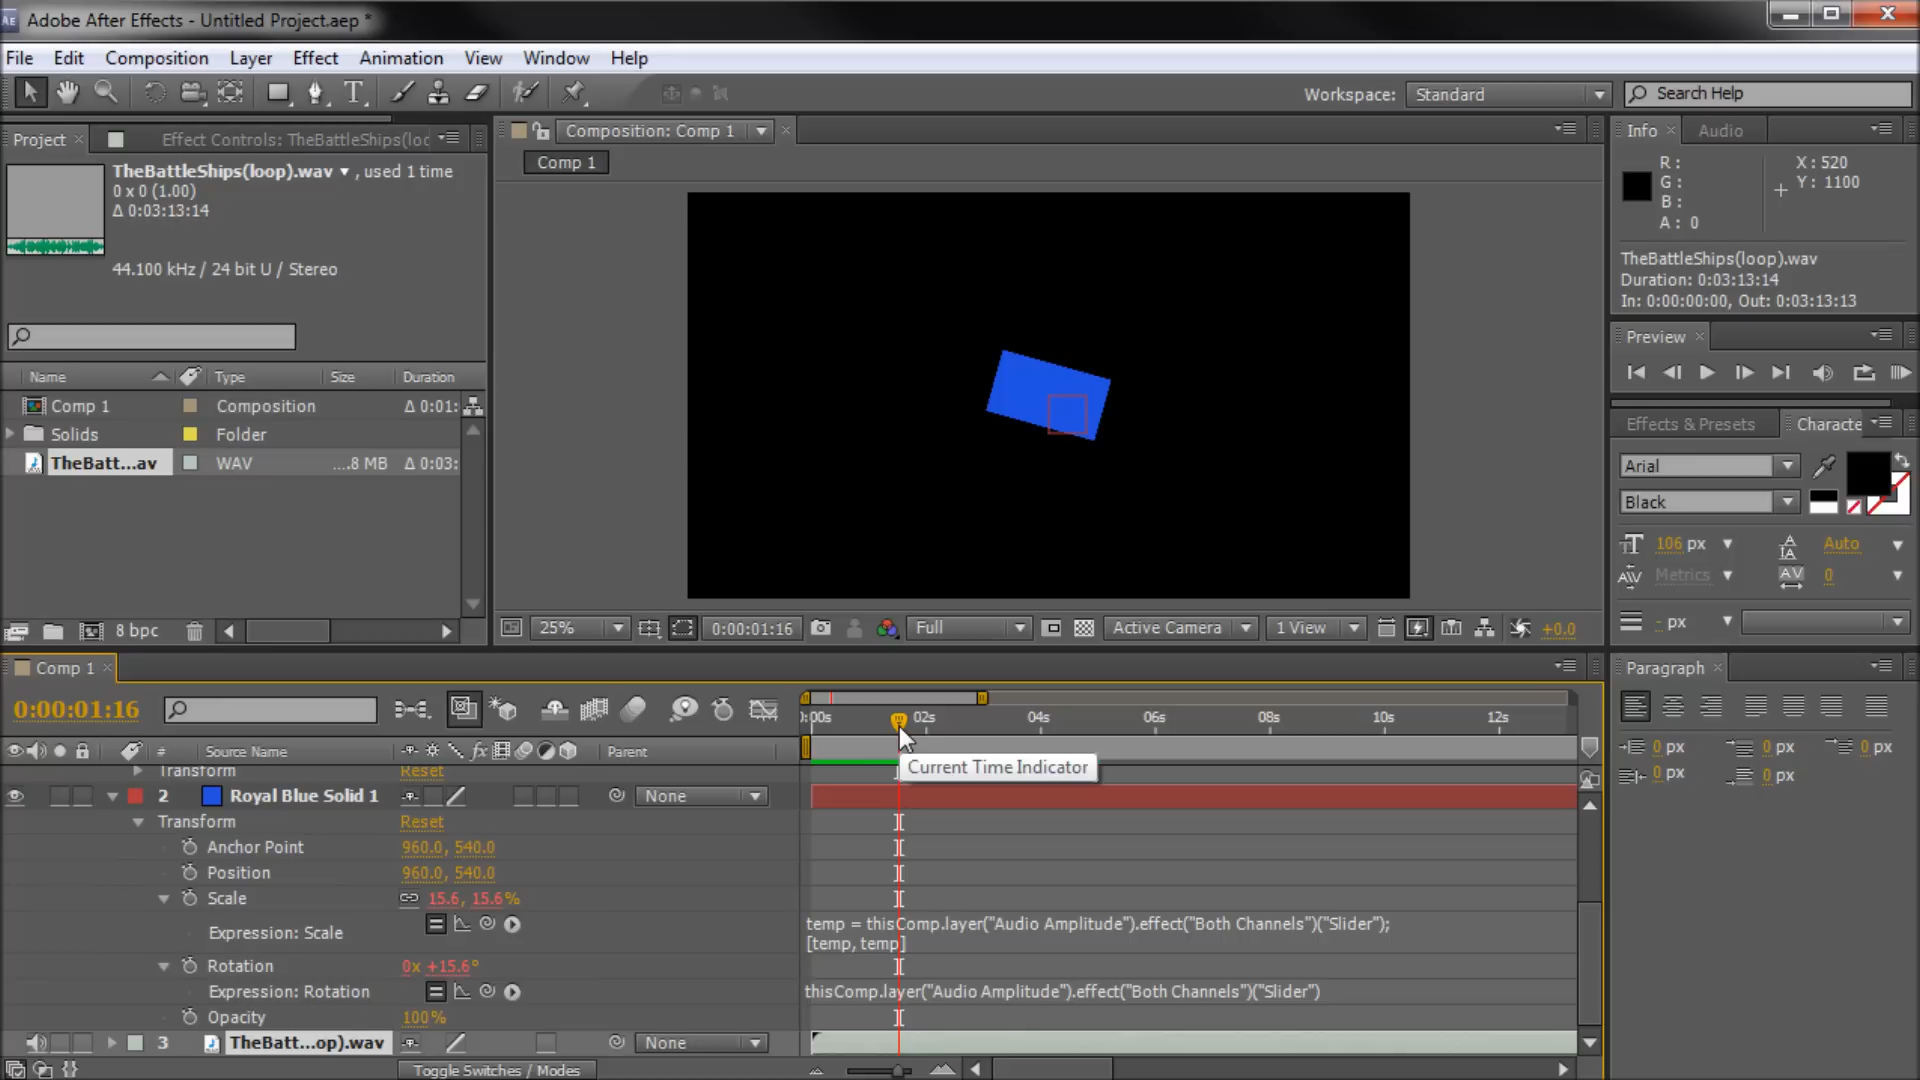 Adobe After Effects - Untitled Project.aep *
File Edit Composition Layer Effect Animation View Window Help
Workspace: Standard Search Help
Project Effect Controls: TheBattleShips(loc
TheBattleShips(loop).wav , used 1 time
0 x 0 (1.00)
Δ 0:03:13:14
44.100 kHz / 24 bit U / Stereo
Name Type Size Duration
Comp 1 Composition Δ 0:01:
Solids Folder
TheBatt...av WAV ....8 MB Δ 0:03:
8 bpc
Composition: Comp 1
Comp 1
25% 0:00:01:16 Full Active Camera 1 View +0.0
Info Audio
R : X : 520
G : Y : 1100
B :
A : 0
TheBattleShips(loop).wav
Duration: 0:03:13:14
In: 0:00:00:00, Out: 0:03:13:13
Preview
Effects & Presets Characte
Arial
Black
106 px Auto
Metrics 0
- px
Comp 1
0:00:01:16
):00s 02s 04s 06s 08s 10s 12s
# Source Name Parent
Current Time Indicator
Transform Reset
2 Royal Blue Solid 1 None
Transform Reset
Anchor Point 960.0, 540.0
Position 960.0, 540.0
Scale 15.6, 15.6%
Expression: Scale temp = thisComp.layer("Audio Amplitude").effect("Both Channels")("Slider");
[temp, temp]
Rotation 0x +15.6°
Expression: Rotation thisComp.layer("Audio Amplitude").effect("Both Channels")("Slider")
Opacity 100%
3 TheBatt...op).wav None
Toggle Switches / Modes
Paragraph
0 px 0 px 0 px
0 px 0 px